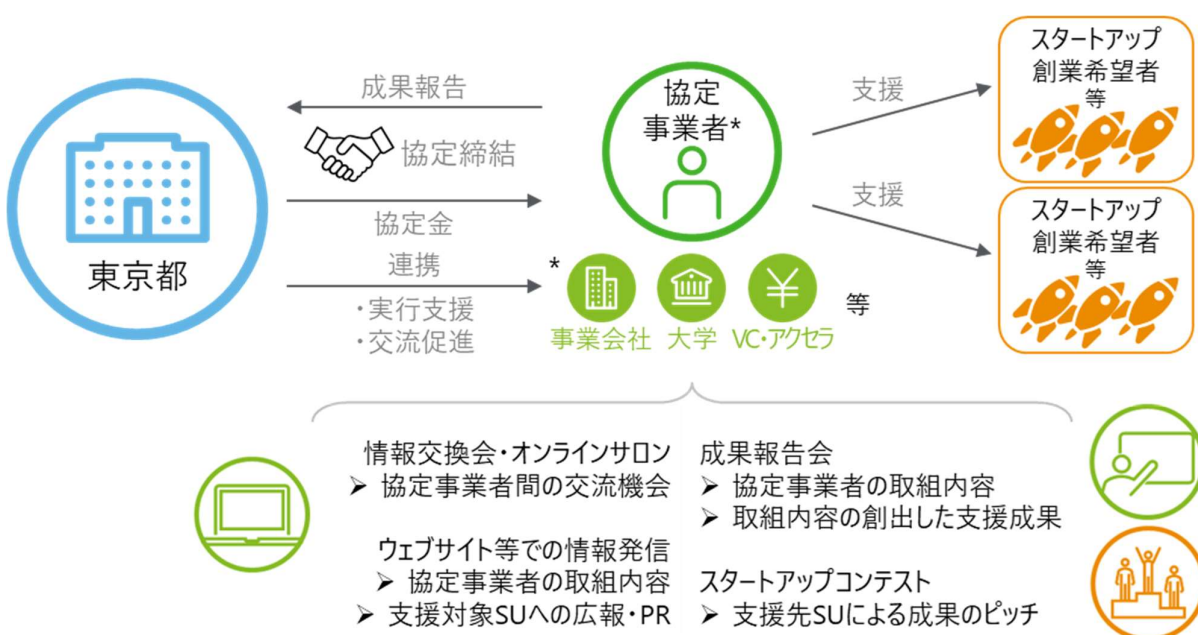 東京都
成果報告
協定締結
協定金
連携
・実行支援
・交流促進
協定
事業者*
*
事業会社
大学
VC・アクセラ
等
支援
支援
スタートアップ
創業希望者
等
スタートアップ
創業希望者
等
情報交換会・オンラインサロン
➢ 協定事業者間の交流機会
ウェブサイト等での情報発信
➢ 協定事業者の取組内容
➢ 支援対象SUへの広報・PR
成果報告会
➢ 協定事業者の取組内容
➢ 取組内容の創出した支援成果
スタートアップコンテスト
➢ 支援先SUによる成果のピッチ